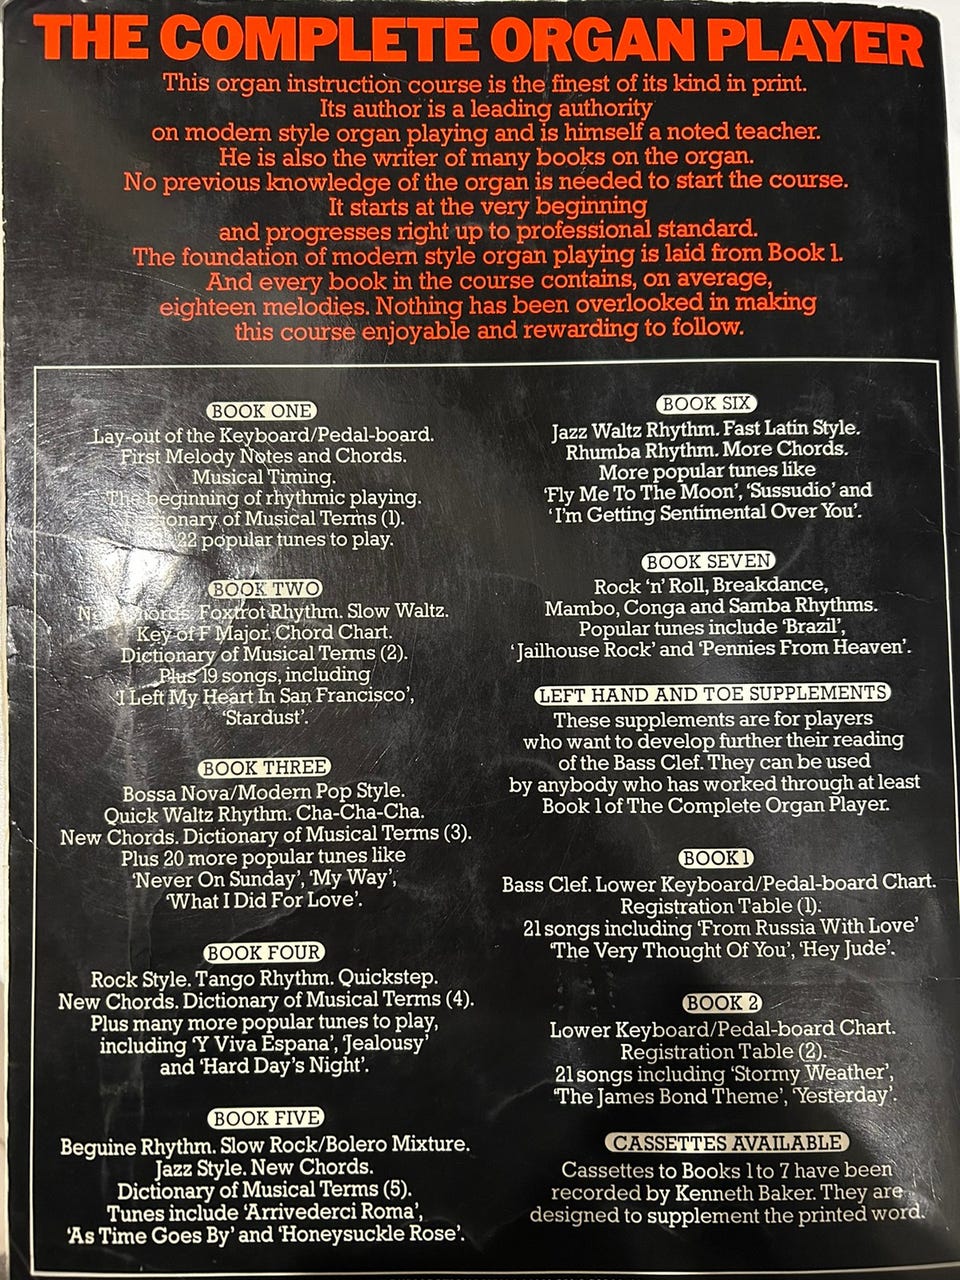 THE COMPLETE ORGAN PLAYER
This organ instruction course is the finest of its kind in print.
Its author is a leading authority
on modern style organ playing and is himself a noted teacher.
He is also the writer of many books on the organ.
No previous knowledge of the organ is needed to start the course.
It starts at the very beginning
and progresses right up to professional standard.
The foundation of modern style organ playing is laid from Book 1.
And every book in the course contains, on average,
eighteen melodies. Nothing has been overlooked in making
this course enjoyable and rewarding to follow.
BOOK ONE
Lay-out of the Keyboard/Pedal-board.
First Melody Notes and Chords.
Musical Timing.
The beginning of rhythmic playing.
of Musical Terms (1).
22 popular tunes to play.
BOOK TWO
Chords. Foxtrot Rhythm. Slow Waltz.
Key of F Major. Chord Chart.
Dictionary of Musical Terms (2).
Plus 19 songs, including
'I Left My Heart In San Francisco',
'Stardust'.
BOOK THREE
Bossa Nova/Modern Pop Style.
Quick Waltz Rhythm. Cha-Cha-Cha.
New Chords. Dictionary of Musical Terms (3).
Plus 20 more popular tunes like
'Never On Sunday', 'My Way',
'What I Did For Love'.
BOOK FOUR
Rock Style. Tango Rhythm. Quickstep.
New Chords. Dictionary of Musical Terms (4).
Plus many more popular tunes to play,
including 'Y Viva Espana', 'Jealousy'
and 'Hard Day's Night'.
BOOK FIVE
Beguine Rhythm. Slow Rock/Bolero Mixture.
Jazz Style. New Chords.
Dictionary of Musical Terms (5).
Tunes include 'Arrivederci Roma',
'As Time Goes By' and 'Honeysuckle Rose'.
BOOK SIX
Jazz Waltz Rhythm. Fast Latin Style.
Rhumba Rhythm. More Chords.
More popular tunes like
'Fly Me To The Moon', 'Sussudio' and
'I'm Getting Sentimental Over You'.
BOOK SEVEN
Rock 'n' Roll, Breakdance,
Mambo, Conga and Samba Rhythms.
Popular tunes include 'Brazil',
'Jailhouse Rock' and 'Pennies From Heaven'.
LEFT HAND AND TOE SUPPLEMENTS
These supplements are for players
who want to develop further their reading
of the Bass Clef. They can be used
by anybody who has worked through at least
Book 1 of The Complete Organ Player.
BOOK 1
Bass Clef. Lower Keyboard/Pedal-board Chart.
Registration Table (1).
21 songs including 'From Russia With Love'
'The Very Thought Of You', 'Hey Jude'.
BOOK 2
Lower Keyboard/Pedal-board Chart.
Registration Table (2).
21 songs including 'Stormy Weather',
'The James Bond Theme', 'Yesterday'.
CASSETTES AVAILABLE
Cassettes to Books 1 to 7 have been
recorded by Kenneth Baker. They are
designed to supplement the printed word.